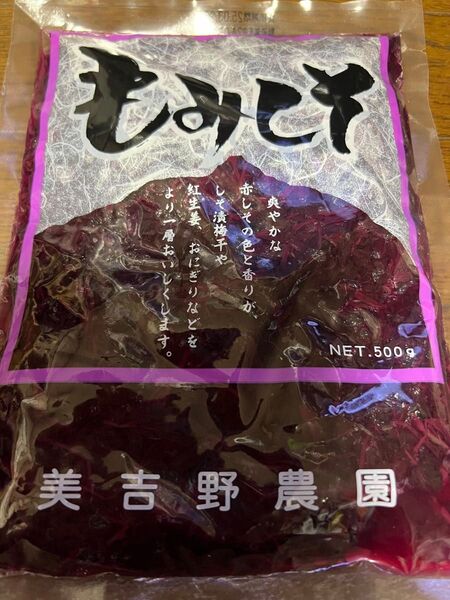 もみしそ
爽やかな
赤しその色と香りが、
しそ漬梅干や
紅生姜、おにぎりなどを
より一層おいしくします。
NET.500g
美吉野農園